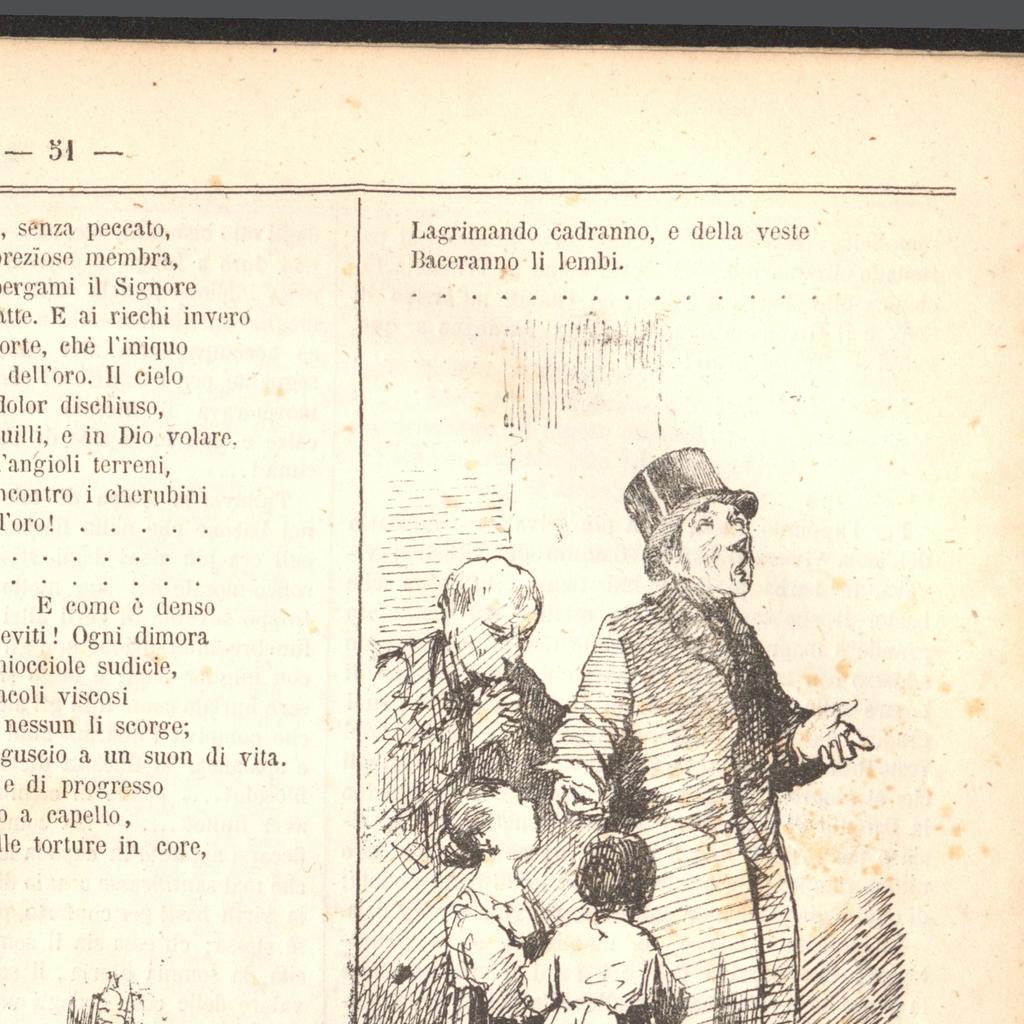 — 51 —
, senza peccato,
preziose membra,
pergami il Signore
atte. E ai ricchi invero
orte, chè l'iniquo
dell'oro. Il cielo
dolor dischiuso,
uilli, e in Dio volare.
l'angioli terreni,
ncontro i cherubini
l'oro! . . . . . .
. . . . . . . .
E come è denso
eviti! Ogni dimora
hiocciole sudicie,
acoli viscosi
nessun li scorge;
guscio a un suon di vita.
e di progresso
o a capello,
lle torture in core,
Lagrimando cadranno, e della veste
Baceranno li lembi.
. . . . . . . . . .